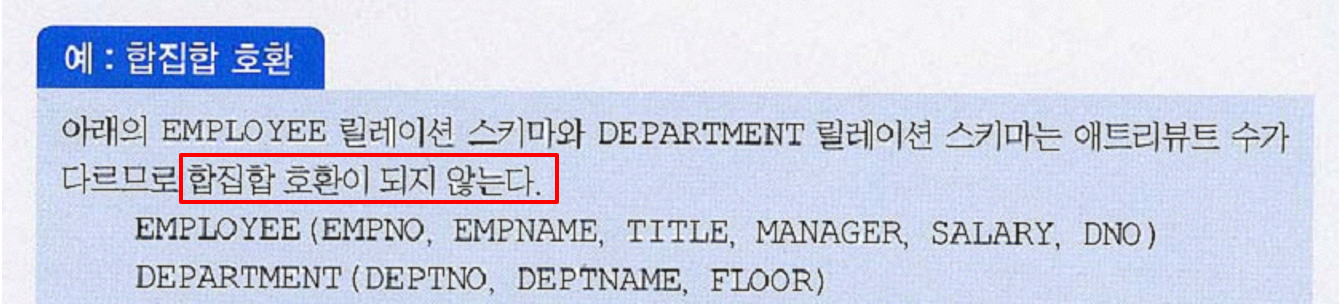 예 : 합집합 호환
아래의 EMPLOYEE 릴레이션 스키마와 DEPARTMENT 릴레이션 스키마는 애트리뷰트 수가
다르므로 합집합 호환이 되지 않는다.
EMPLOYEE(EMPNO, EMPNAME, TITLE, MANAGER, SALARY, DNO)
DEPARTMENT(DEPTNO, DEPTNAME, FLOOR)